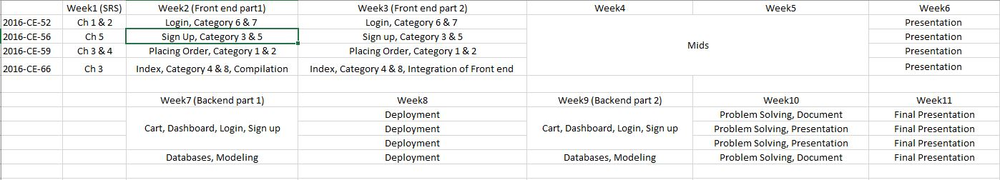 Week1 (SRS) Week2 (Front end part1) Week3 (Front end part 2) Week4 Week5 Week6
2016-CE-52 Ch 1 & 2 Login, Category 6 & 7 Login, Category 6 & 7 Presentation
2016-CE-56 Ch 5 Sign Up, Category 3 & 5 Sign up, Category 3 & 5 Presentation
Mids
2016-CE-59 Ch 3 & 4 Placing Order, Category 1 & 2 Placing Order, Category 1 & 2 Presentation
2016-CE-66 Ch 3 Index, Category 4 & 8, Compilation Index, Category 4 & 8, Integration of Front end Presentation
Week7 (Backend part 1) Week8 Week9 (Backend part 2) Week10 Week11
Deployment Problem Solving, Document Final Presentation
Cart, Dashboard, Login, Sign up Deployment Cart, Dashboard, Login, Sign up Problem Solving, Presentation Final Presentation
Deployment Problem Solving, Presentation Final Presentation
Databases, Modeling Deployment Databases, Modeling Problem Solving, Document Final Presentation